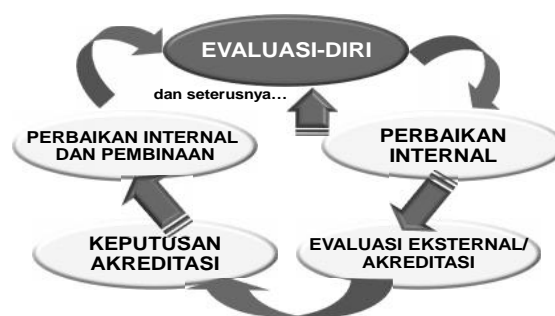 EVALUASI-DIRI
dan seterusnya…
PERBAIKAN INTERNAL
DAN PEMBINAAN
PERBAIKAN
INTERNAL
KEPUTUSAN
AKREDITASI
EVALUASI EKSTERNAL/
AKREDITASI